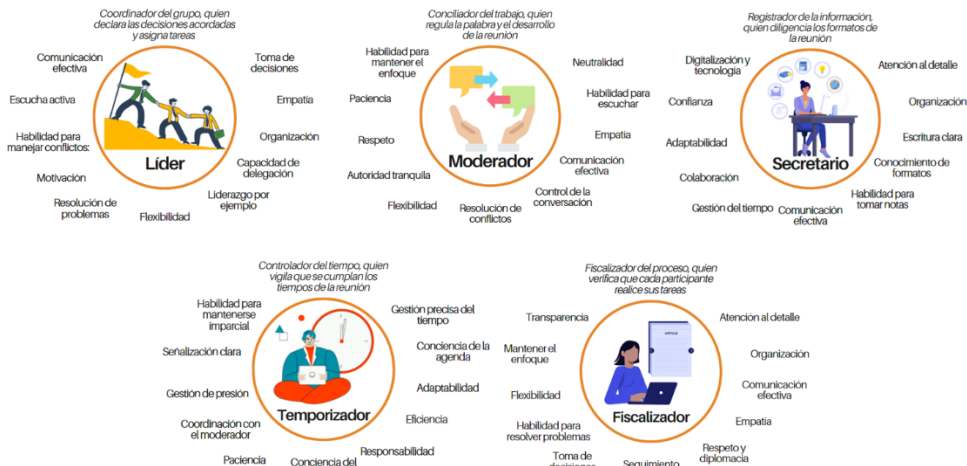 Coordinador del grupo, quien
declara las decisiones acordadas
y asigna tareas
Comunicación
efectiva
Escucha activa
Habilidad para
manejar conflictos:
Motivación
Resolución de
problemas
Flexibilidad
Liderazgo por
ejemplo
Capacidad de
delegación
Organización
Empatía
Toma de
decisiones
Líder
Conciliador del trabajo, quien
regula la palabra y el desarrollo
de la reunión
Habilidad para
mantener el
enfoque
Paciencia
Respeto
Autoridad tranquila
Flexibilidad
Resolución de
conflictos
Control de la
conversación
Comunicación
efectiva
Empatía
Habilidad para
escuchar
Neutralidad
Moderador
Registrador de la información,
quien diligencia los formatos de
la reunión
Digitalización y
tecnología
Confianza
Adaptabilidad
Colaboración
Gestión del tiempo
Comunicación
efectiva
Habilidad para
tomar notas
Conocimiento de
formatos
Escritura clara
Organización
Atención al detalle
Secretario
Controlador del tiempo, quien
vigila que se cumplan los
tiempos de la reunión
Habilidad para
mantenerse
imparcial
Señalización clara
Gestión de presión
Coordinación con
el moderador
Paciencia
Conciencia del
Responsabilidad
Eficiencia
Adaptabilidad
Conciencia de la
agenda
Gestión precisa del
tiempo
Temporizador
Fiscalizador del proceso, quien
verifica que cada participante
realice sus tareas
Transparencia
Mantener el
enfoque
Flexibilidad
Habilidad para
resolver problemas
Toma de
decisiones
Seguimiento
Respeto y
diplomacia
Empatía
Comunicación
efectiva
Organización
Atención al detalle
Fiscalizador